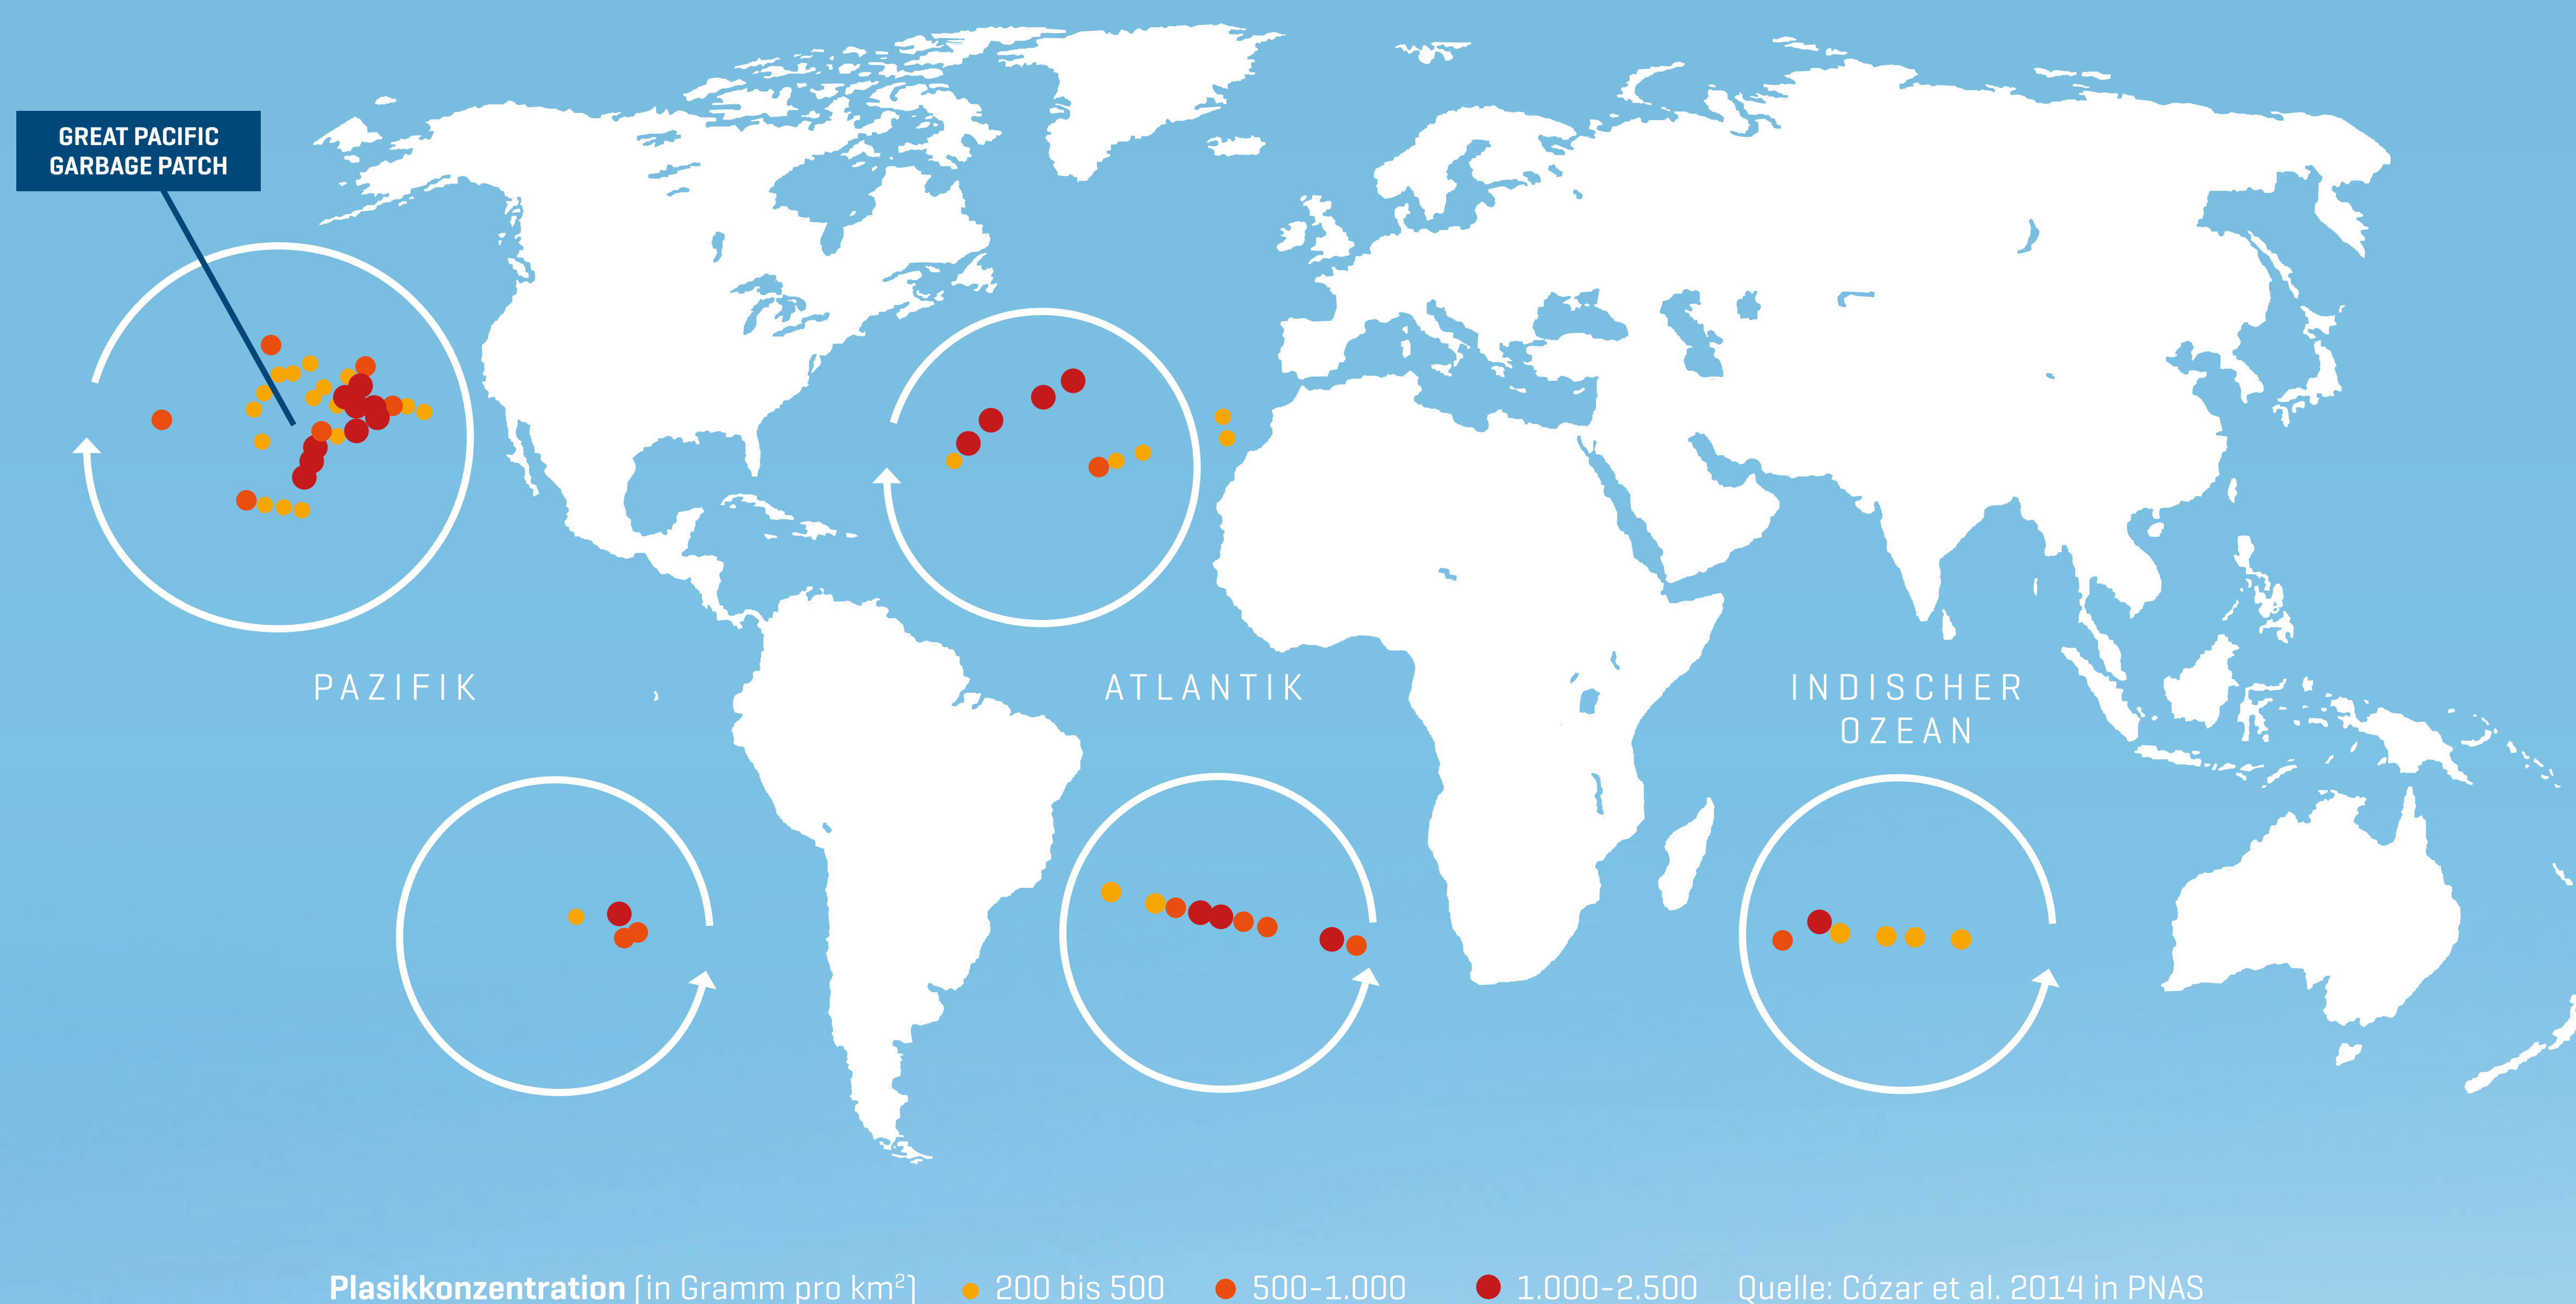 GREAT PACIFIC
GARBAGE PATCH
PAZIFIK
ATLANTIK
INDISCHER
OZEAN
Plasikkonzentration (in Gramm pro km²) 200 bis 500 500-1.000 1.000-2.500 Quelle: Cózar et al. 2014 in PNAS